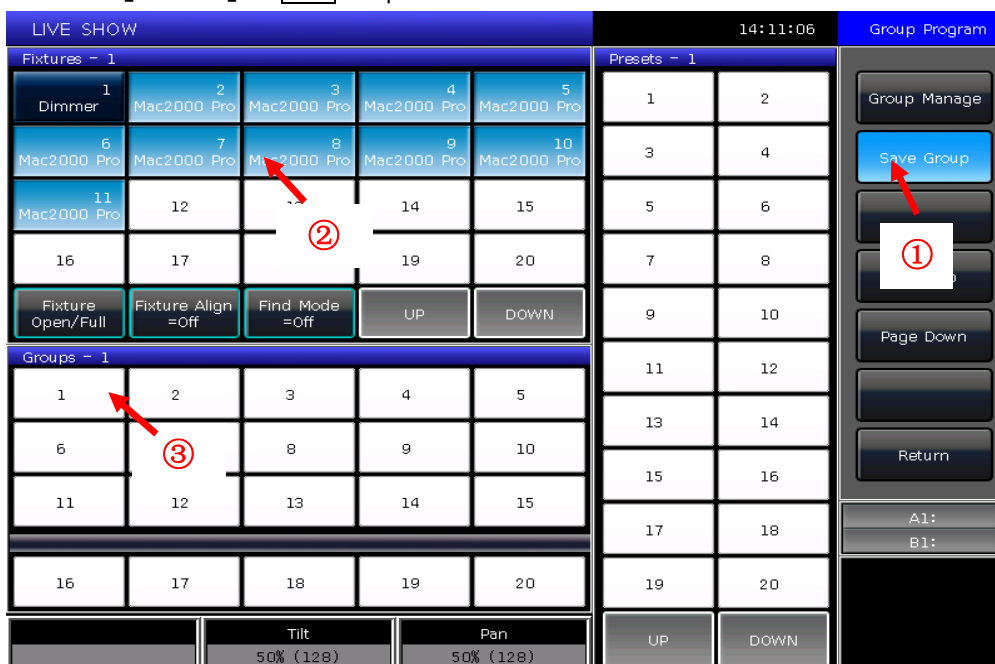 LIVE SHOW
14:11:06
Group Program
Fixtures - 1
1
Dimmer
2
Mac2000 Pro
3
Mac2000 Pro
4
Mac2000 Pro
5
Mac2000 Pro
6
Mac2000 Pro
7
Mac2000 Pro
8
Mac2000 Pro
9
Mac2000 Pro
10
Mac2000 Pro
11
Mac2000 Pro
12
14
15
16
17
19
20
②
Fixture
Open/Full
Fixture Align
=Off
Find Mode
=Off
UP
DOWN
Groups - 1
1
2
3
4
5
6
③
8
9
10
11
12
13
14
15
16
17
18
19
20
Tilt
50% (128)
Pan
50% (128)
Presets - 1
1
2
3
4
5
6
7
8
9
10
11
12
13
14
15
16
17
18
19
20
UP
DOWN
Group Manage
Save Group
①
Page Down
Return
A1:
B1: